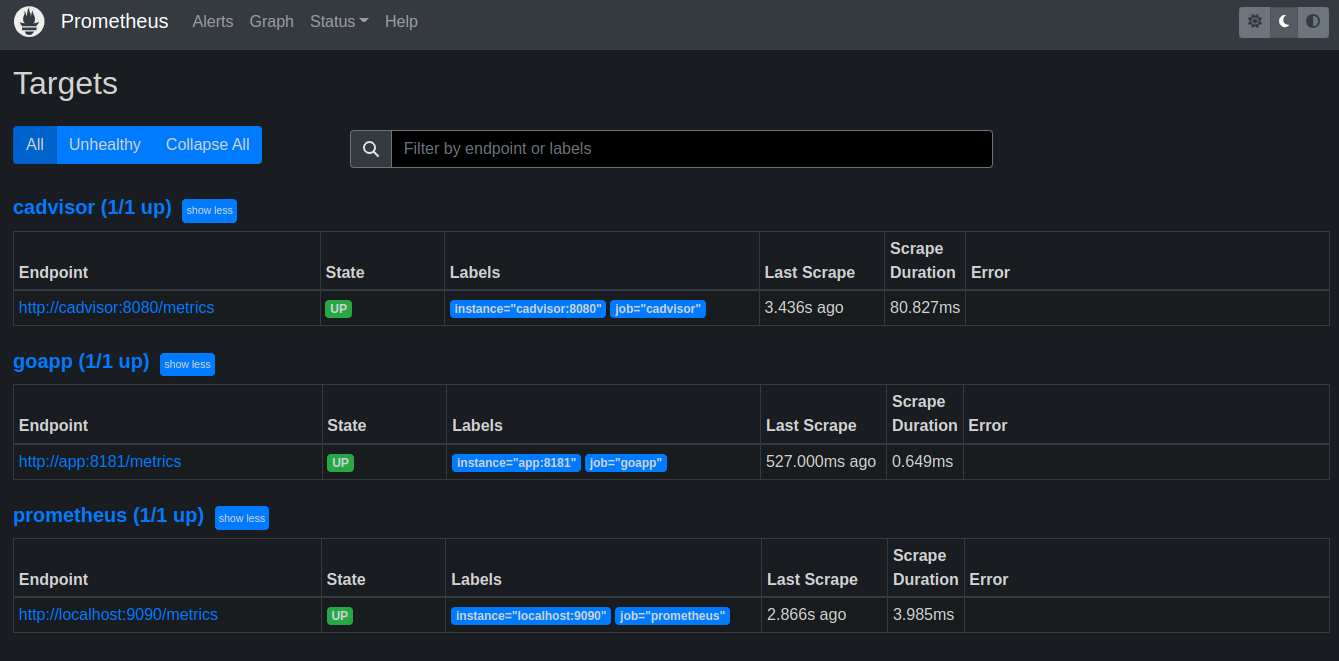 Prometheus Alerts Graph Status Help
Targets
All Unhealthy Collapse All
Filter by endpoint or labels
cadvisor (1/1 up) show less
Endpoint State Labels Last Scrape Scrape Duration Error
http://cadvisor:8080/metrics UP instance="cadvisor:8080" job="cadvisor" 3.436s ago 80.827ms
goapp (1/1 up) show less
Endpoint State Labels Last Scrape Scrape Duration Error
http://app:8181/metrics UP instance="app:8181" job="goapp" 527.000ms ago 0.649ms
prometheus (1/1 up) show less
Endpoint State Labels Last Scrape Scrape Duration Error
http://localhost:9090/metrics UP instance="localhost:9090" job="prometheus" 2.866s ago 3.985ms